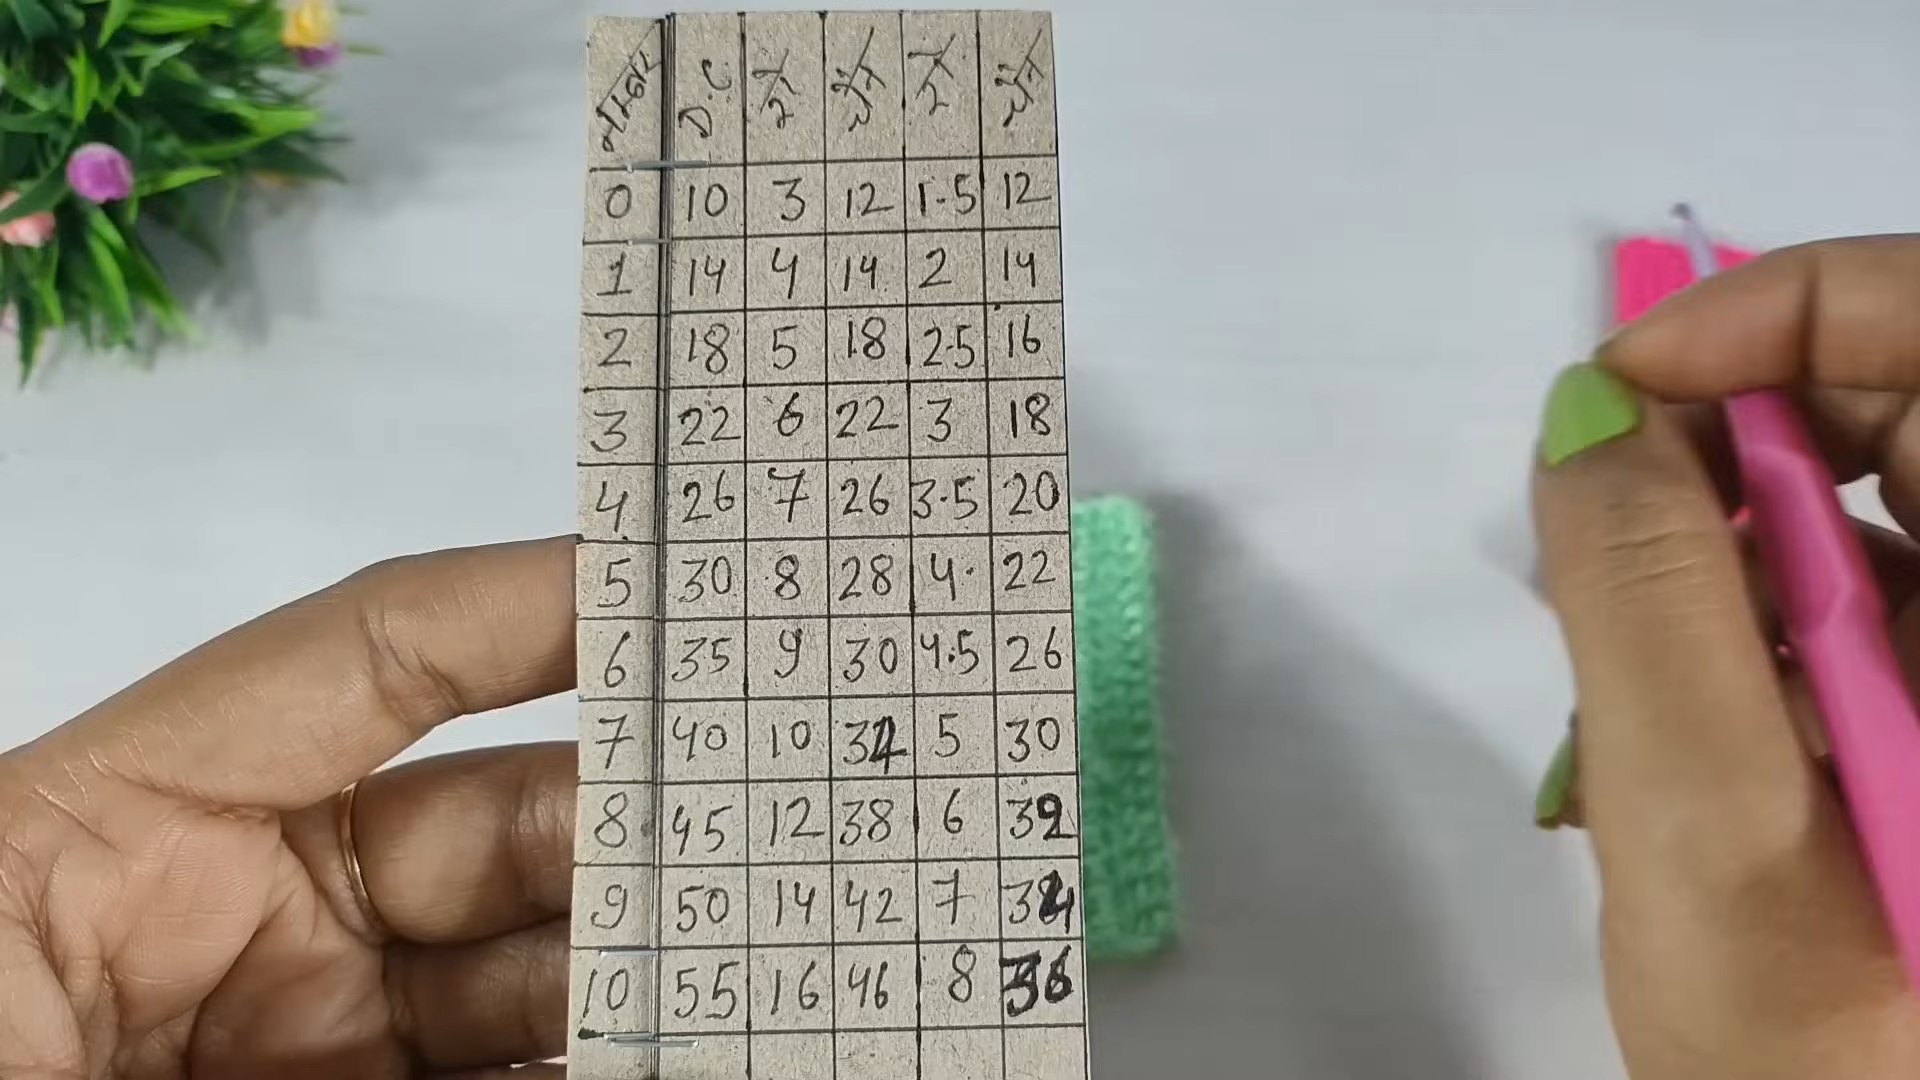 D.C.
0 10 3 12 1.5 12
1 14 4 14 2 14
2 18 5 18 2.5 16
3 22 6 22 3 18
4 26 7 26 3.5 20
5 30 8 28 4 22
6 35 9 30 4.5 26
7 40 10 32 5 30
8 45 12 38 6 32
9 50 14 42 7 34
10 55 16 46 8 36